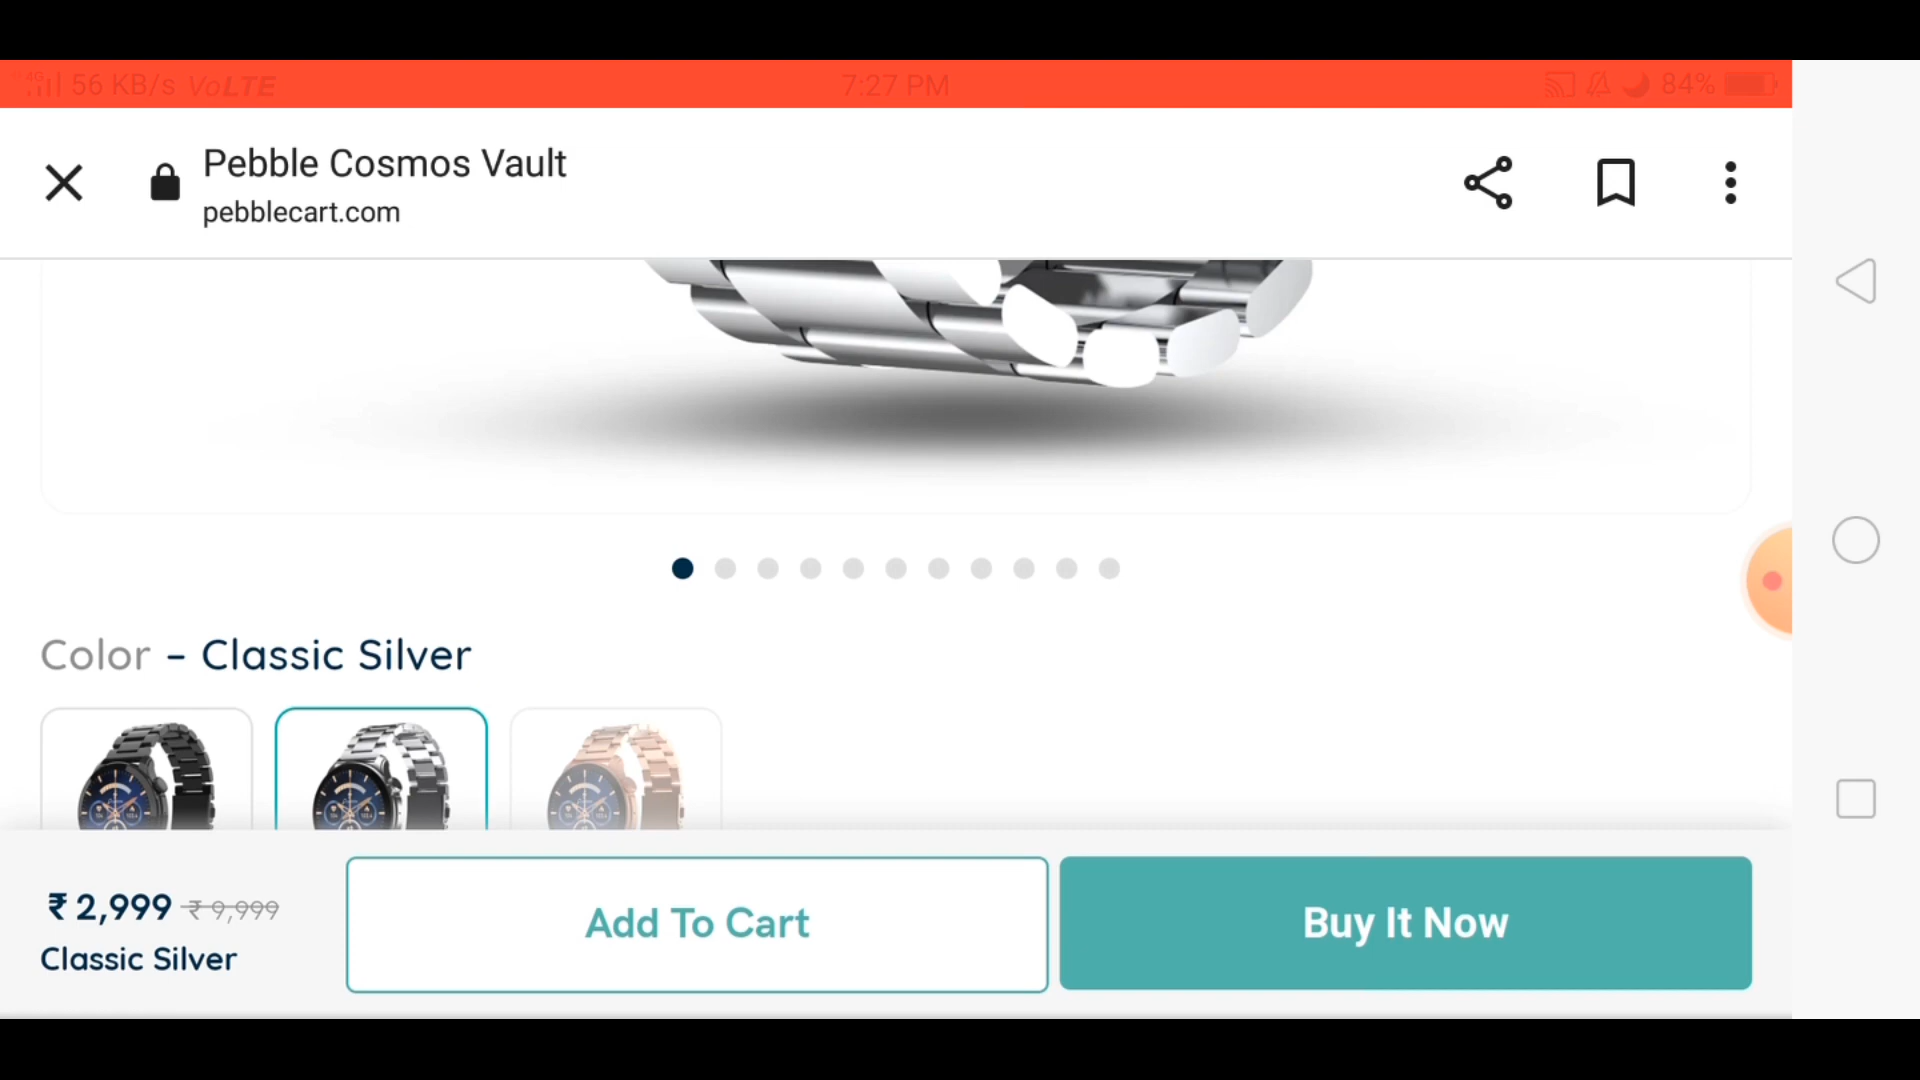 4G 56 KB/s VoLTE 7:27 PM 84%
Pebble Cosmos Vault
pebblecart.com
Color – Classic Silver
₹ 2,999 ₹ 9,999
Classic Silver
Add To Cart
Buy It Now